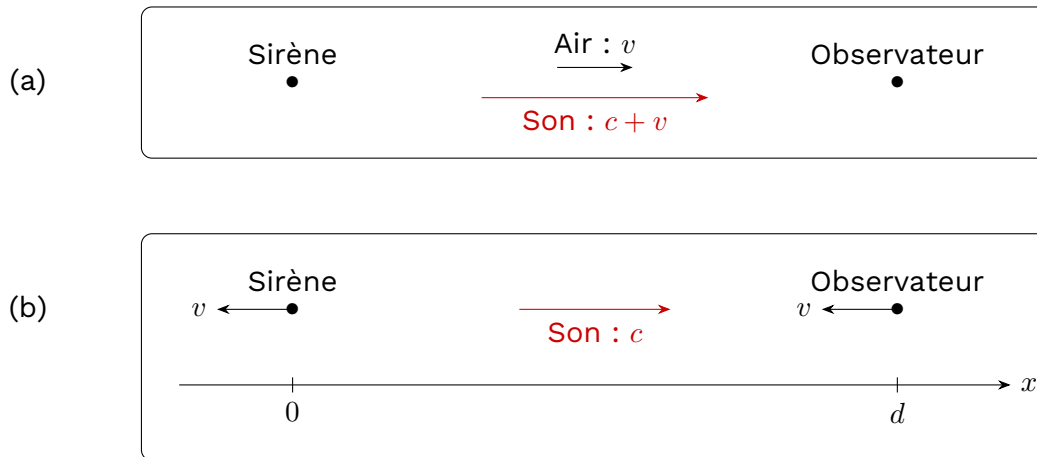 (a)
Sirène
Air : v
Observateur
Son : c + v
(b)
Sirène
Observateur
v
v
Son : c
x
0
d